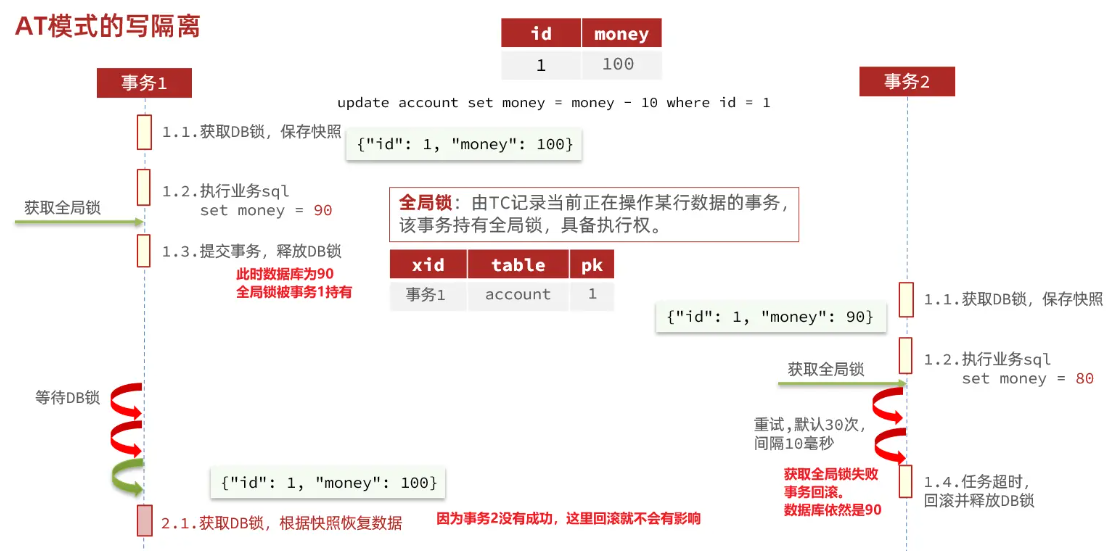 AT模式的写隔离
id money
1 100
事务1
事务2
update account set money = money - 10 where id = 1
1.1.获取DB锁，保存快照
{"id": 1, "money": 100}
1.2.执行业务sql
set money = 90
获取全局锁
全局锁：由TC记录当前正在操作某行数据的事务，
该事务持有全局锁，具备执行权。
1.3.提交事务，释放DB锁
此时数据库为90
全局锁被事务1持有
xid table pk
事务1 account 1
1.1.获取DB锁，保存快照
{"id": 1, "money": 90}
1.2.执行业务sql
set money = 80
获取全局锁
等待DB锁
重试,默认30次，
间隔10毫秒
获取全局锁失败
事务回滚。
数据库依然是90
1.4.任务超时，
回滚并释放DB锁
{"id": 1, "money": 100}
2.1.获取DB锁，根据快照恢复数据
因为事务2没有成功，这里回滚就不会有影响